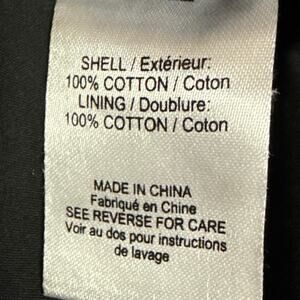 SHELL / Extérieur:
100% COTTON / Coton
LINING / Doublure:
100% COTTON / Coton
MADE IN CHINA
Fabriqué en Chine
SEE REVERSE FOR CARE
Voir au dos pour instructions
de lavage